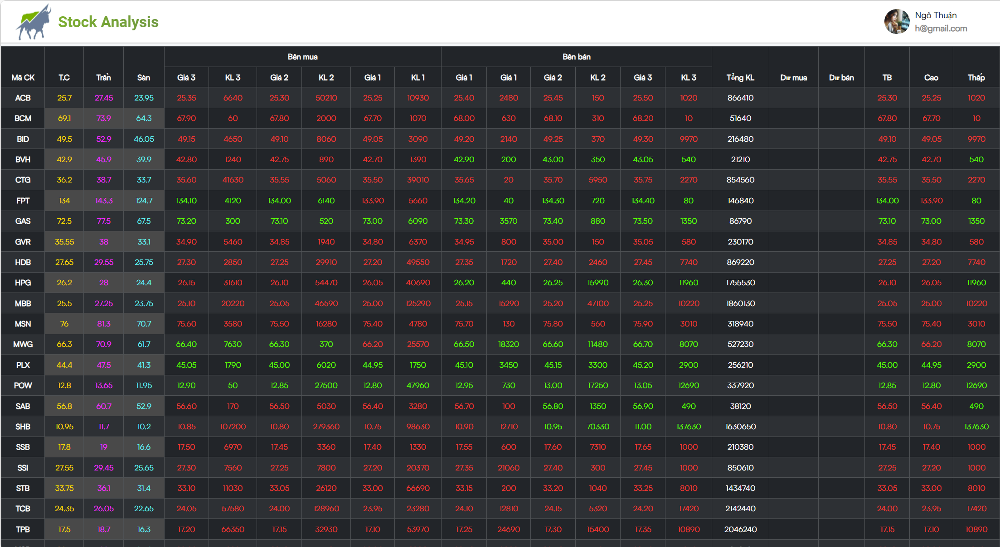 Stock Analysis
Ngô Thuận
h@gmail.com
Bên mua Bên bán
Mã CK T.C Trần Sàn Giá 3 KL 3 Giá 2 KL 2 Giá 1 KL 1 Giá 1 Giá 1 Giá 2 KL 2 Giá 3 KL 3 Tổng KL Dư mua Dư bán TB Cao Thấp
ACB 25.7 27.45 23.95 25.35 6640 25.30 50210 25.25 10930 25.40 2480 25.45 150 25.50 1020 866410 25.30 25.25 1020
BCM 69.1 73.9 64.3 67.90 60 67.80 2000 67.70 1070 68.00 630 68.10 310 68.20 10 51640 67.80 67.70 10
BID 49.5 52.9 46.05 49.15 4650 49.10 8060 49.05 3090 49.20 2140 49.25 370 49.30 9970 216480 49.10 49.05 9970
BVH 42.9 45.9 39.9 42.80 1240 42.75 890 42.70 1390 42.90 200 43.00 350 43.05 540 21210 42.75 42.70 540
CTG 36.2 38.7 33.7 35.60 41630 35.55 5060 35.50 39010 35.65 20 35.70 5950 35.75 2270 854560 35.55 35.50 2270
FPT 134 143.3 124.7 134.10 4120 134.00 6140 133.90 5660 134.20 40 134.30 720 134.40 80 146840 134.00 133.90 80
GAS 72.5 77.5 67.5 73.20 300 73.10 520 73.00 6090 73.30 3570 73.40 880 73.50 1350 86790 73.10 73.00 1350
GVR 35.55 38 33.1 34.90 5460 34.85 1940 34.80 6370 34.95 800 35.00 150 35.05 580 230170 34.85 34.80 580
HDB 27.65 29.55 25.75 27.30 2850 27.25 29910 27.20 49550 27.35 1720 27.40 2460 27.45 7740 869220 27.25 27.20 7740
HPG 26.2 28 24.4 26.15 31610 26.10 54470 26.05 40690 26.20 440 26.25 15990 26.30 11960 1755530 26.10 26.05 11960
MBB 25.5 27.25 23.75 25.10 20220 25.05 46590 25.00 125290 25.15 15290 25.20 47100 25.25 10220 1860130 25.05 25.00 10220
MSN 76 81.3 70.7 75.60 3580 75.50 16280 75.40 4780 75.70 130 75.80 560 75.90 3010 318940 75.50 75.40 3010
MWG 66.3 70.9 61.7 66.40 7630 66.30 370 66.20 25570 66.50 18320 66.60 11480 66.70 8070 527230 66.30 66.20 8070
PLX 44.4 47.5 41.3 45.05 1790 45.00 6020 44.95 1750 45.10 3450 45.15 3300 45.20 2900 256210 45.00 44.95 2900
POW 12.8 13.65 11.95 12.90 50 12.85 27500 12.80 47960 12.95 730 13.00 17250 13.05 12690 337920 12.85 12.80 12690
SAB 56.8 60.7 52.9 56.60 170 56.50 5030 56.40 3280 56.70 100 56.80 1350 56.90 490 38120 56.50 56.40 490
SHB 10.95 11.7 10.2 10.85 107200 10.80 279360 10.75 98630 10.90 12710 10.95 70330 11.00 137630 1630650 10.80 10.75 137630
SSB 17.8 19 16.6 17.50 6970 17.45 3360 17.40 1330 17.55 600 17.60 7310 17.65 1000 210380 17.45 17.40 1000
SSI 27.55 29.45 25.65 27.30 7560 27.25 7800 27.20 20370 27.35 21060 27.40 300 27.45 1000 850610 27.25 27.20 1000
STB 33.75 36.1 31.4 33.10 11030 33.05 26120 33.00 66690 33.15 200 33.20 1040 33.25 8010 1434740 33.05 33.00 8010
TCB 24.35 26.05 22.65 24.05 57580 24.00 128960 23.95 23280 24.10 12810 24.15 5320 24.20 17420 2142440 24.00 23.95 17420
TPB 17.5 18.7 16.3 17.20 66350 17.15 32930 17.10 53970 17.25 24690 17.30 15400 17.35 10890 2046240 17.15 17.10 10890